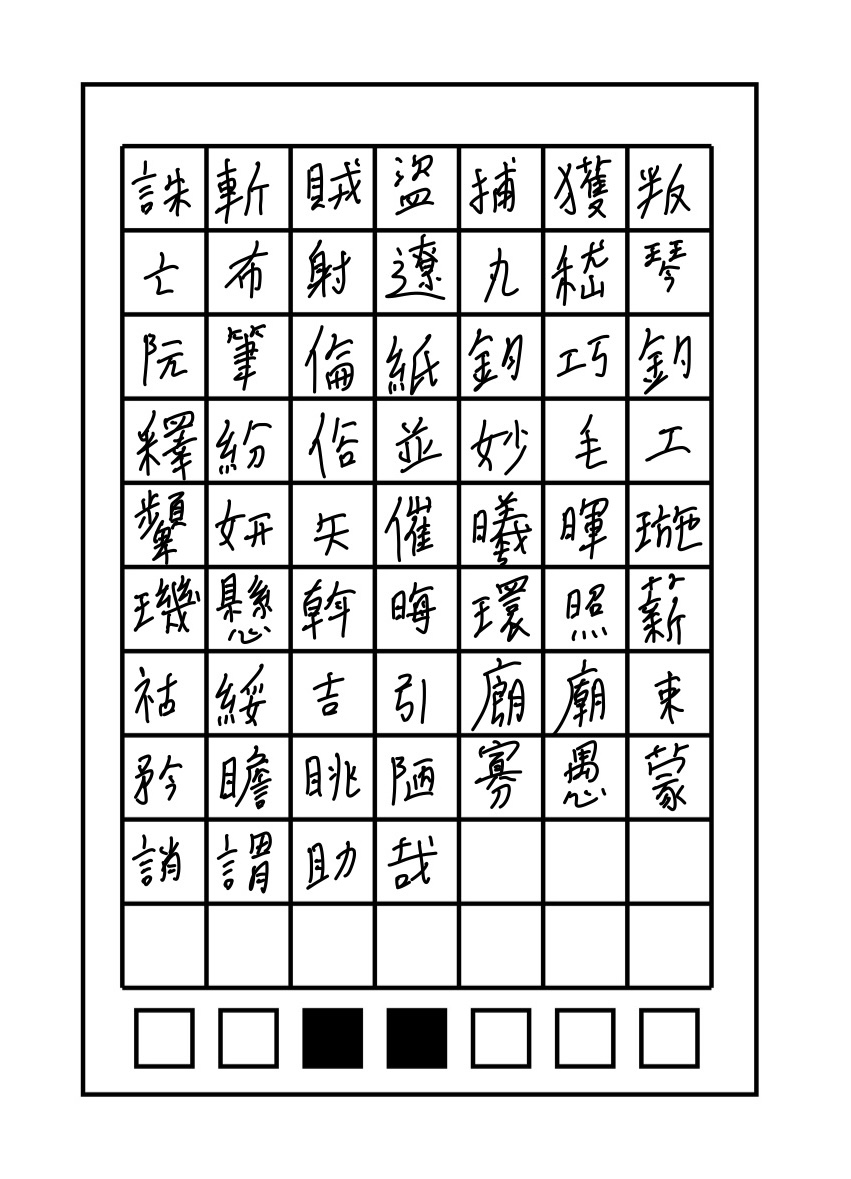 誅斬賊盜捕獲叛
亡布射遼丸嵇琴
阮筆倫紙鈞巧釣
釋紛俗並妙毛工
顰妍矢催曦暉璇
璣懸斡晦環照薪
祜綏吉引廊廟束
矜瞻眺陋寡愚蒙
誚謂助哉